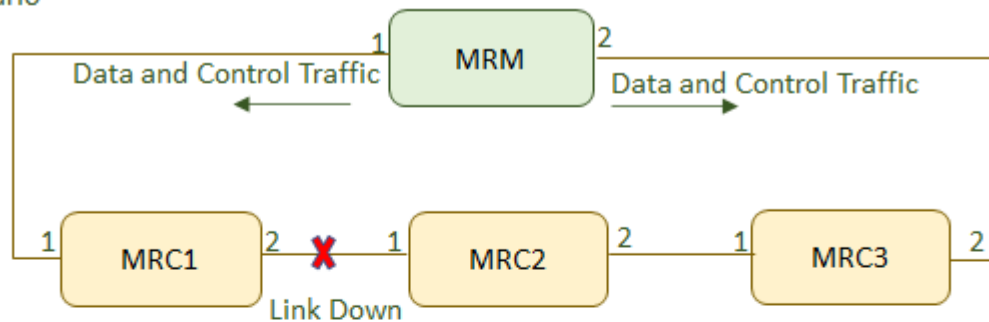 1
MRM
2
Data and Control Traffic
Data and Control Traffic
1
MRC1
2
1
MRC2
2
1
MRC3
2
Link Down